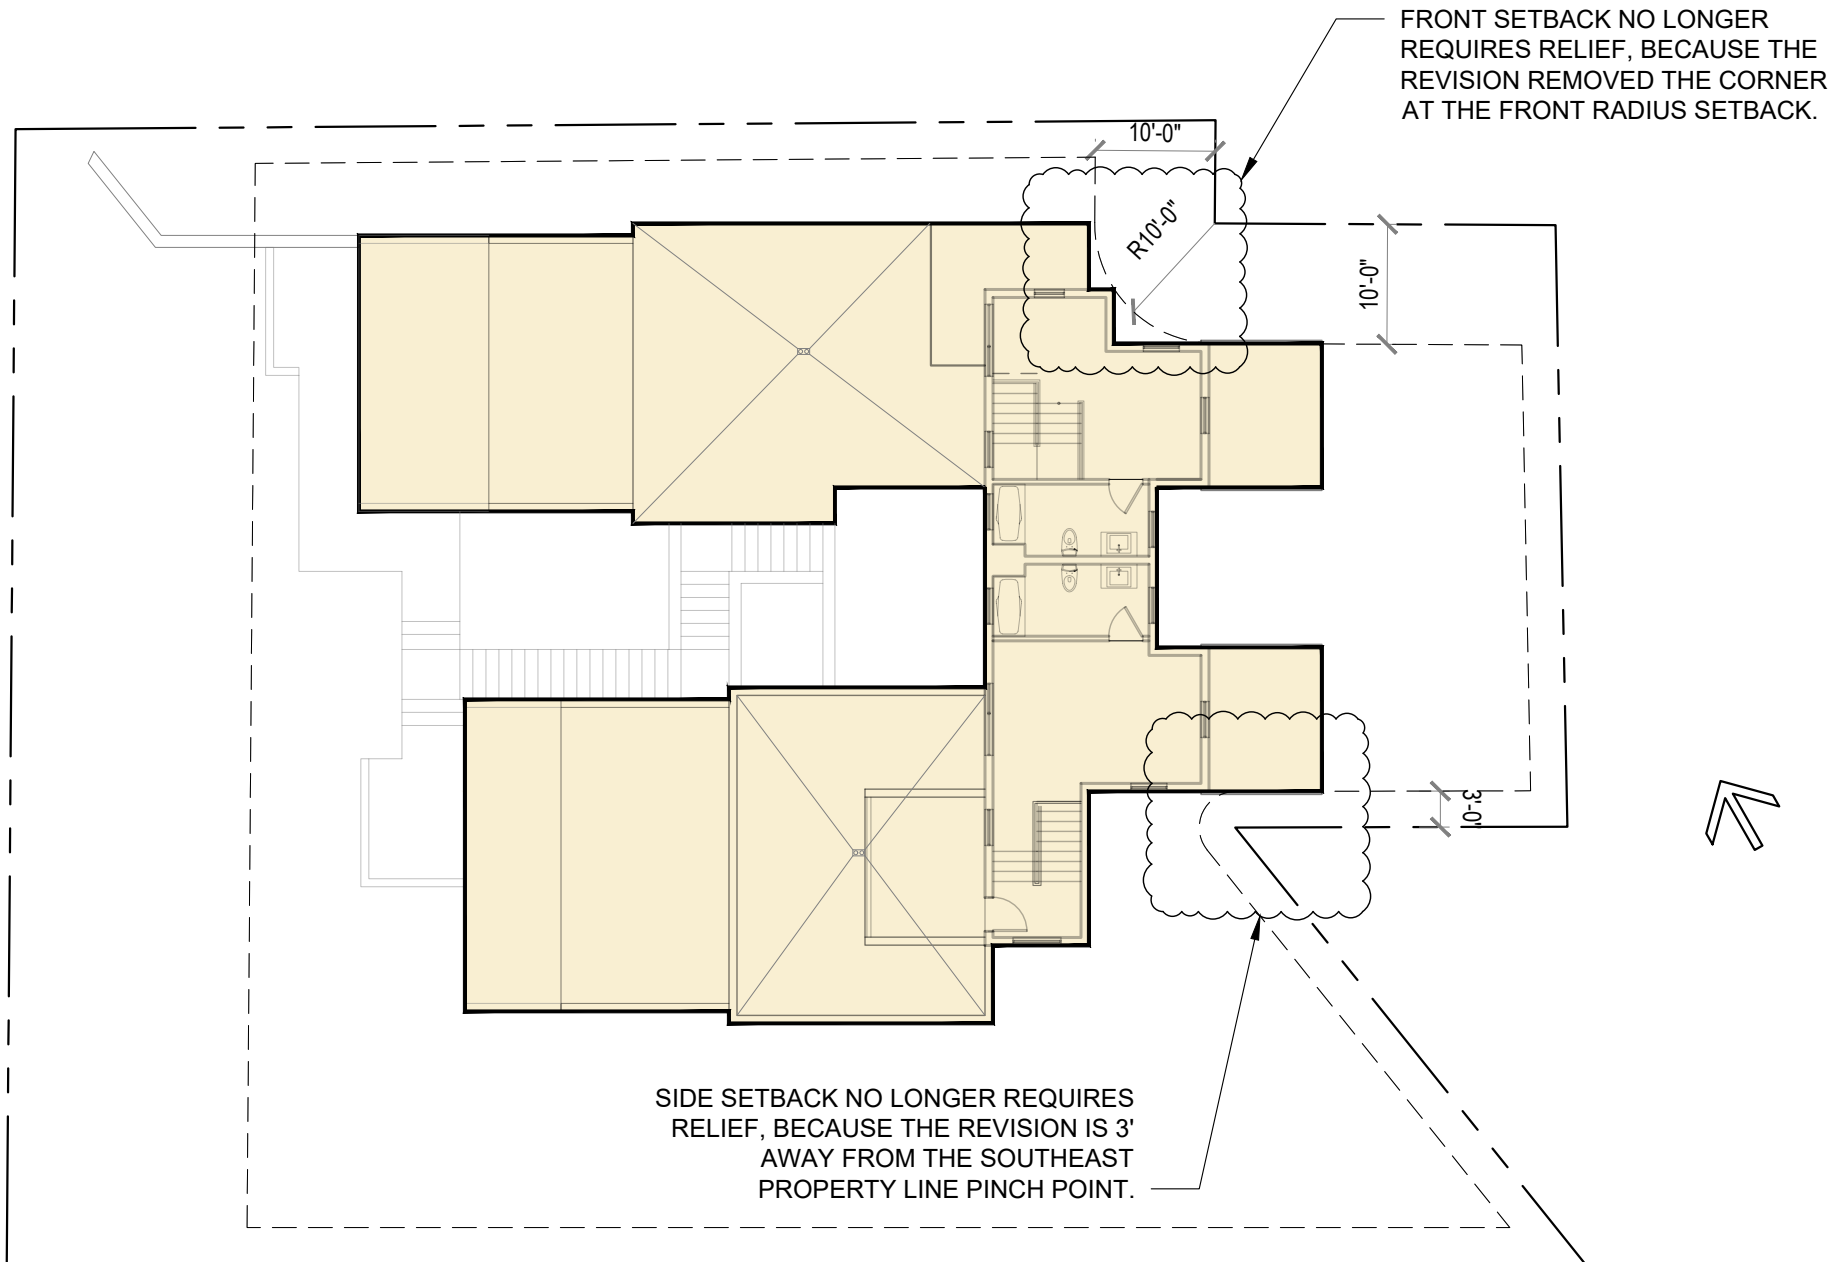 FRONT SETBACK NO LONGER
REQUIRES RELIEF, BECAUSE THE
REVISION REMOVED THE CORNER
AT THE FRONT RADIUS SETBACK.
10'-0"
R10'-0"
10'-0"
3'-0"
SIDE SETBACK NO LONGER REQUIRES
RELIEF, BECAUSE THE REVISION IS 3'
AWAY FROM THE SOUTHEAST
PROPERTY LINE PINCH POINT.